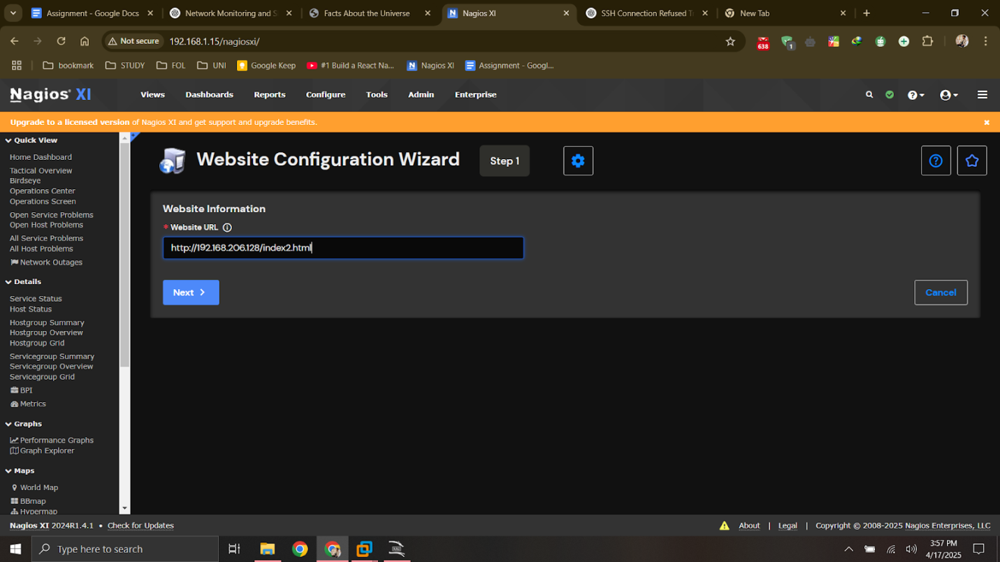 Assignment - Google Docs
Network Monitoring and S
Facts About the Universe
Nagios XI
SSH Connection Refused T
New Tab
Not secure
192.168.1.15/nagiosxi/
638
1
bookmark
STUDY
FOL
UNI
Google Keep
#1 Build a React Na...
Nagios XI
Assignment - Googl...
Nagios XI
Views
Dashboards
Reports
Configure
Tools
Admin
Enterprise
Upgrade to a licensed version of Nagios XI and get support and upgrade benefits.
Quick View
Home Dashboard
Tactical Overview
Birdseye
Operations Center
Operations Screen
Open Service Problems
Open Host Problems
All Service Problems
All Host Problems
Network Outages
Details
Service Status
Host Status
Hostgroup Summary
Hostgroup Overview
Hostgroup Grid
Servicegroup Summary
Servicegroup Overview
Servicegroup Grid
BPI
Metrics
Graphs
Performance Graphs
Graph Explorer
Maps
World Map
BBmap
Hypermap
Website Configuration Wizard
Step 1
Website Information
* Website URL
http://192.168.206.128/index2.html
Next
Cancel
Nagios XI 2024R1.4.1 • Check for Updates
About | Legal | Copyright © 2008-2025 Nagios Enterprises, LLC
Type here to search
3:57 PM
4/17/2025